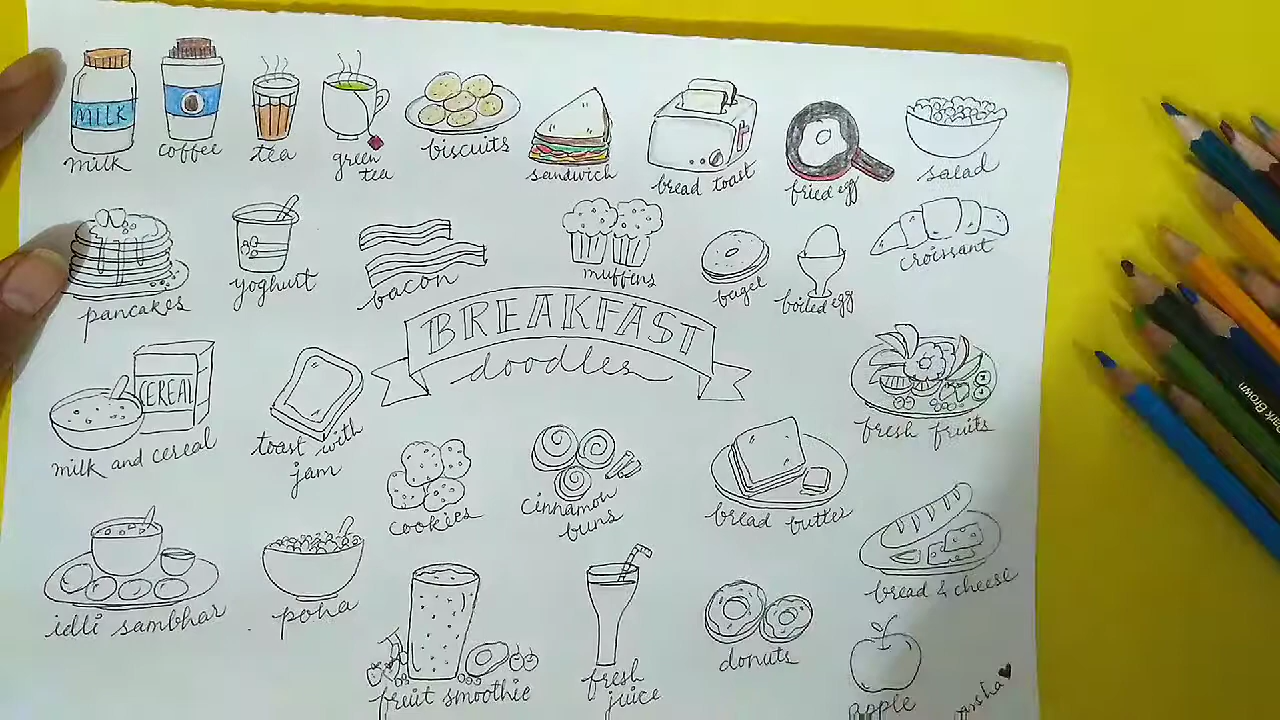 MILK
milk
coffee
tea
green
tea
biscuits
sandwich
bread toast
fried egg
salad
pancakes
yoghurt
bacon
muffins
bagel
boiled egg
croissant
BREAKFAST
doodles
CEREAL
milk and cereal
toast with
jam
cookies
cinnamon
buns
bread butter
fresh fruits
idli sambhar
poha
fruit smoothie
fresh
juice
donuts
bread & cheese
Apple
Dark Brown